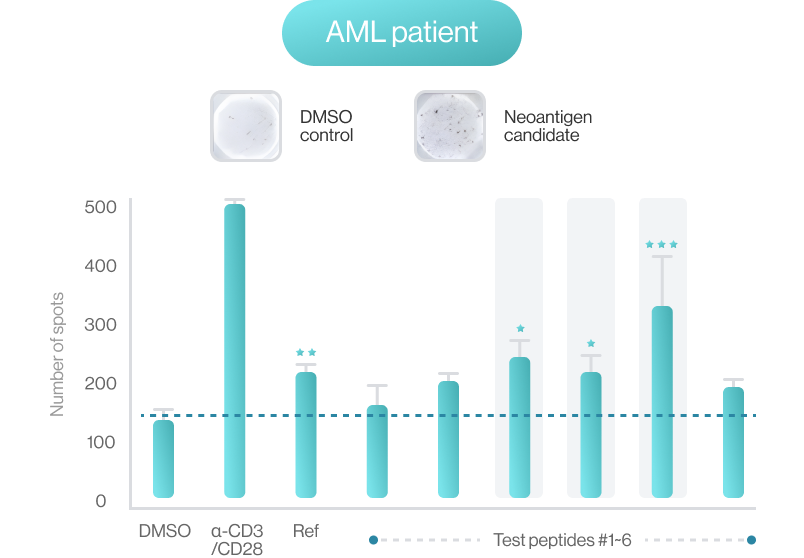 AML patient
DMSO
control
Neoantigen
candidate
Number of spots
500
400
300
200
100
0
DMSO
α-CD3
/CD28
Ref
Test peptides #1~6